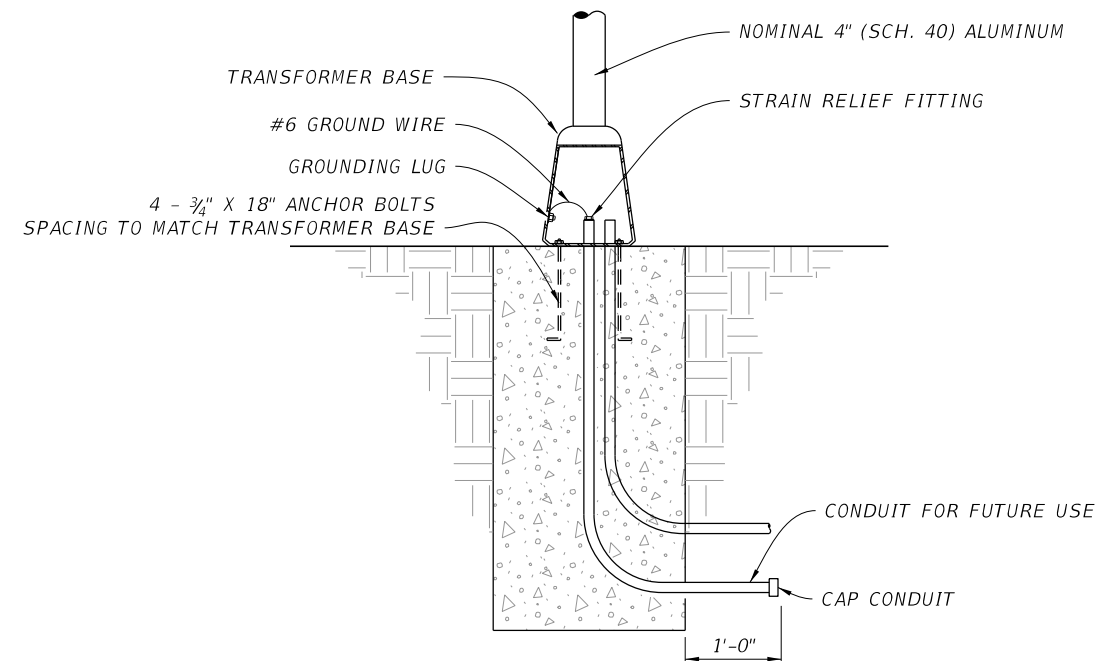 NOMINAL 4" (SCH. 40) ALUMINUM
TRANSFORMER BASE
STRAIN RELIEF FITTING
#6 GROUND WIRE
GROUNDING LUG
4 - 3/4" X 18" ANCHOR BOLTS
SPACING TO MATCH TRANSFORMER BASE
CONDUIT FOR FUTURE USE
CAP CONDUIT
1'-0"